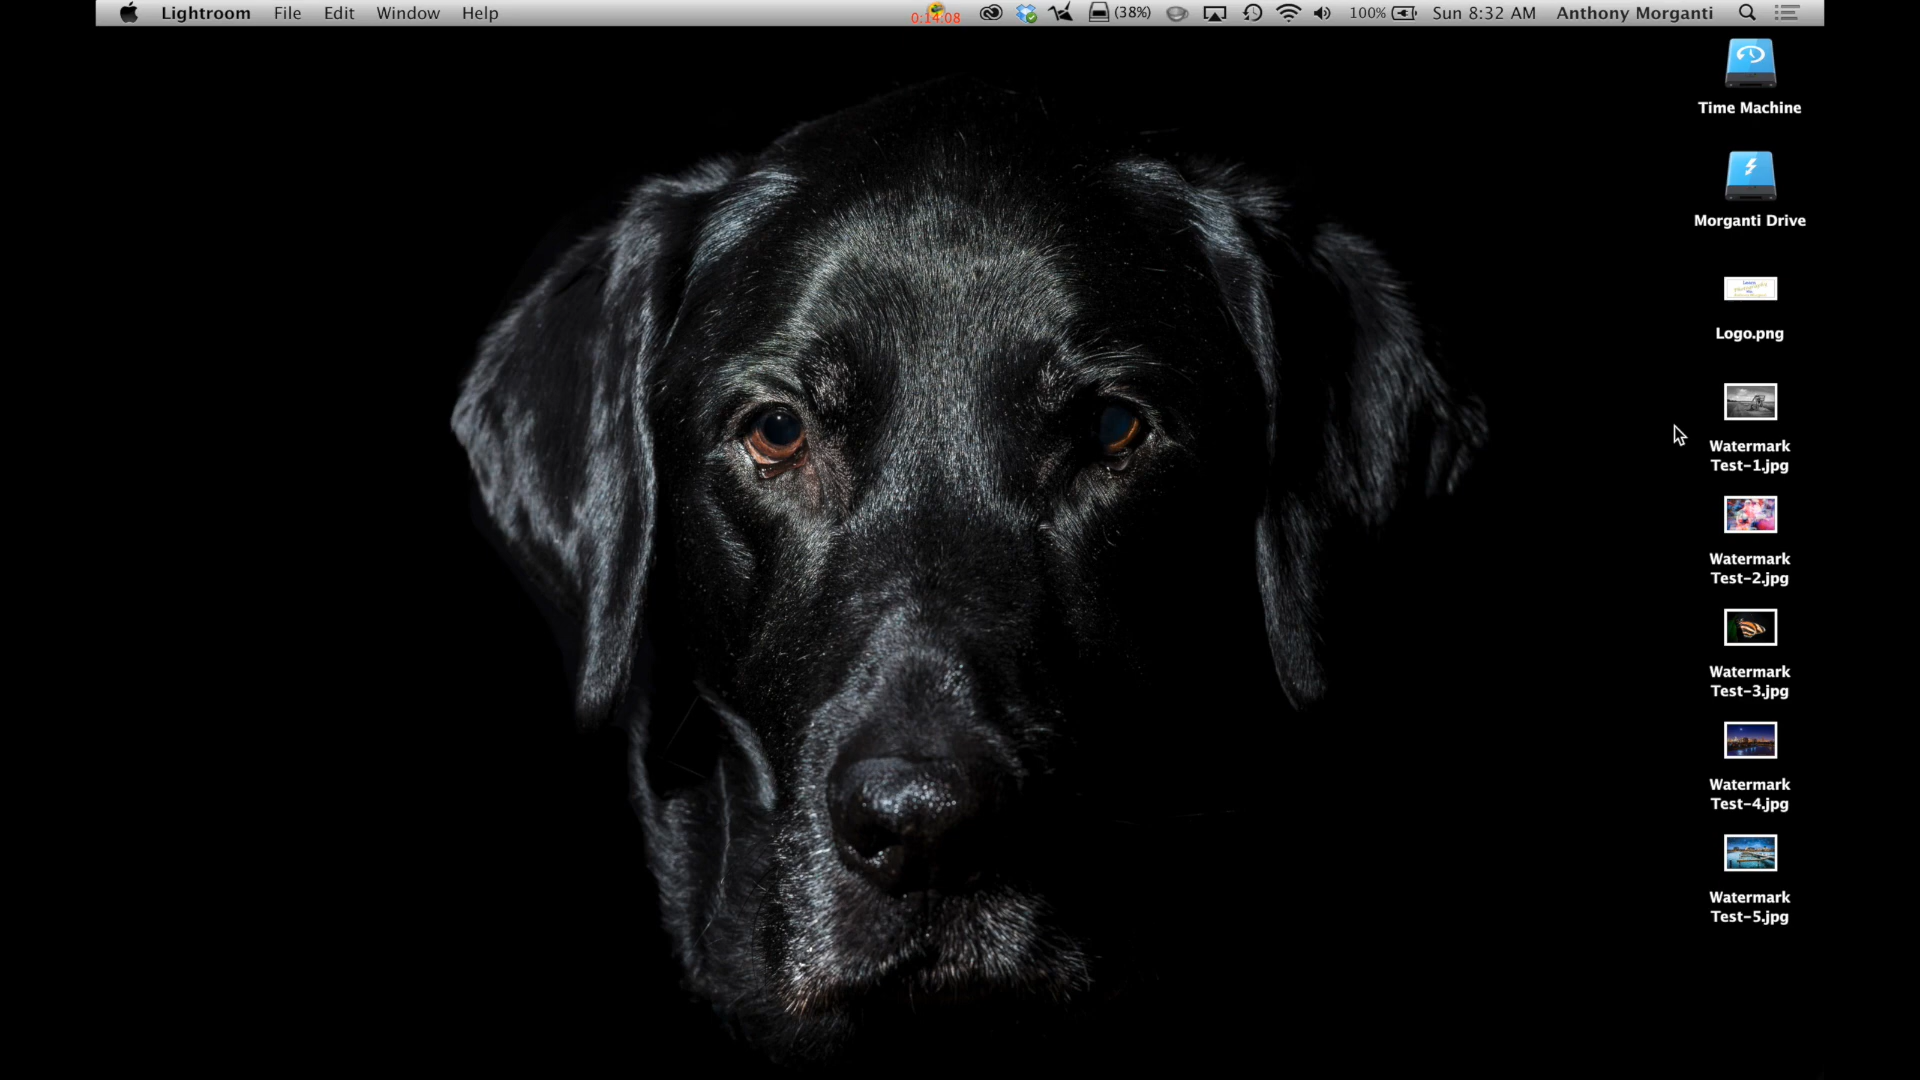 Lightroom File Edit Window Help 0:14:08 (38%) 100% Sun 8:32 AM Anthony Morganti
Time Machine
Morganti Drive
Logo.png
Watermark
Test-1.jpg
Watermark
Test-2.jpg
Watermark
Test-3.jpg
Watermark
Test-4.jpg
Watermark
Test-5.jpg